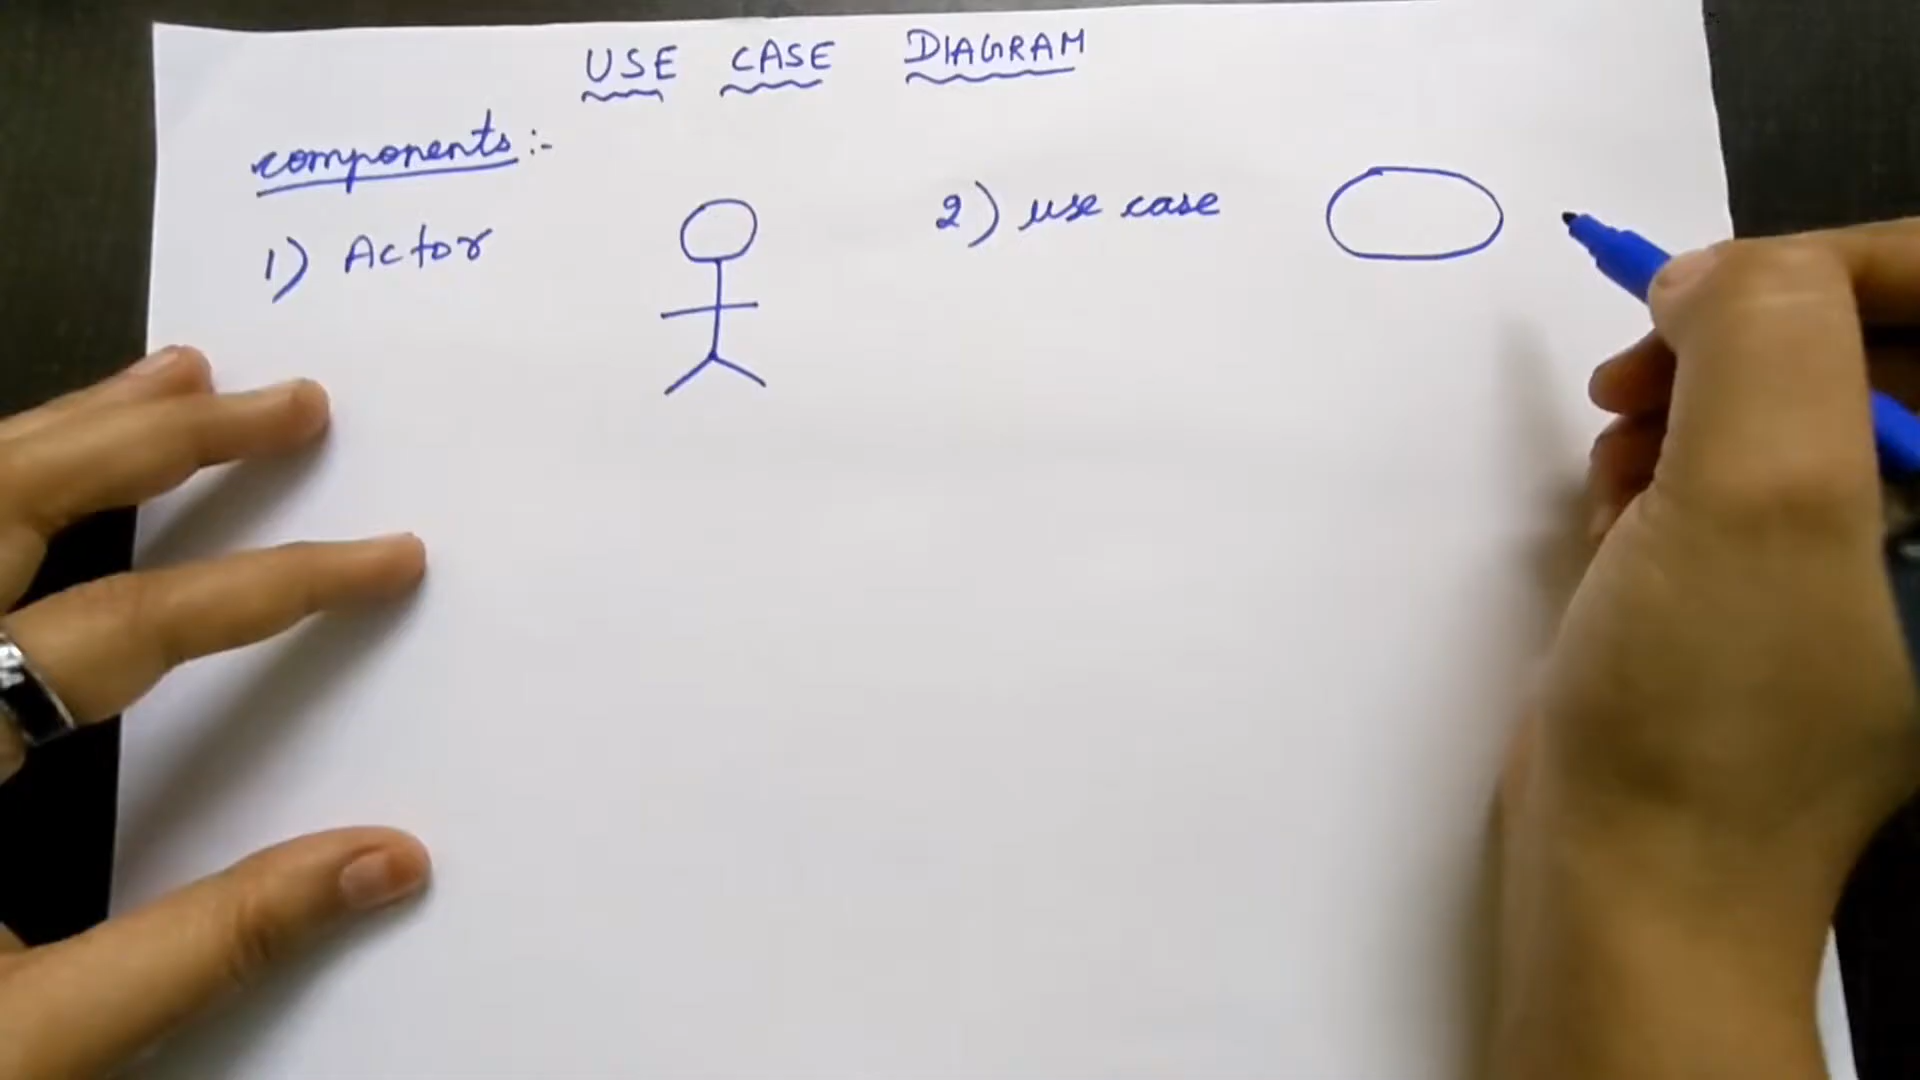 USE CASE DIAGRAM
components :-
1) Actor
2) use case